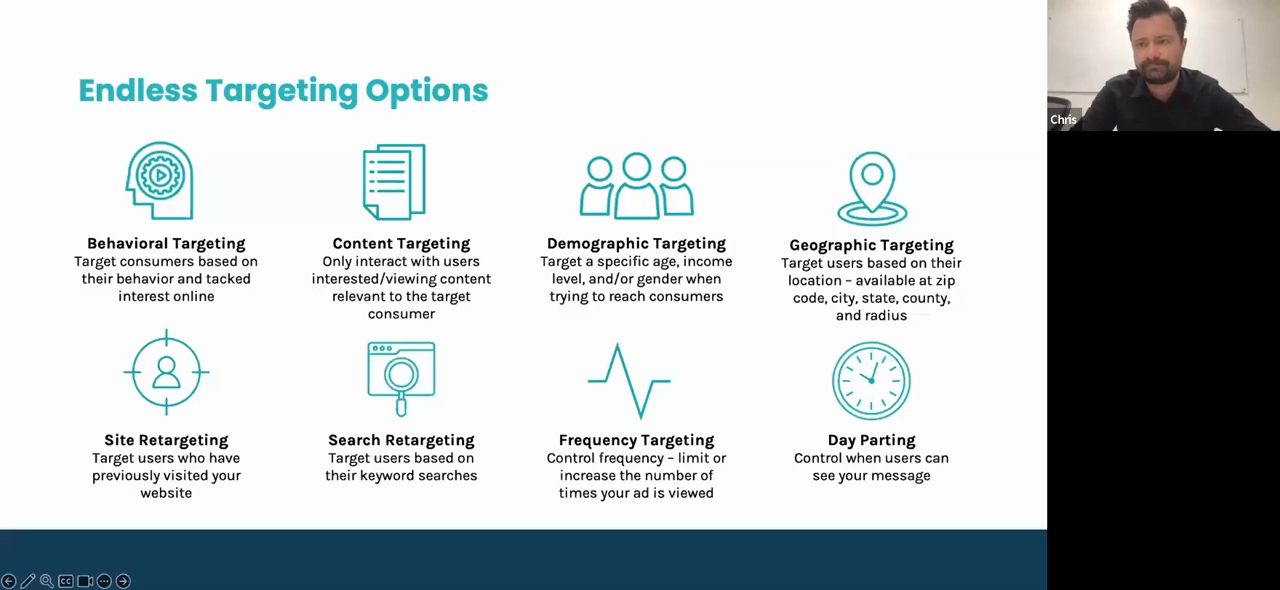 Endless Targeting Options
Behavioral Targeting
Target consumers based on
their behavior and tacked
interest online
Content Targeting
Only interact with users
interested/viewing content
relevant to the target
consumer
Demographic Targeting
Target a specific age, income
level, and/or gender when
trying to reach consumers
Geographic Targeting
Target users based on their
location – available at zip
code, city, state, county,
and radius
Site Retargeting
Target users who have
previously visited your
website
Search Retargeting
Target users based on
their keyword searches
Frequency Targeting
Control frequency – limit or
increase the number of
times your ad is viewed
Day Parting
Control when users can
see your message
Chris
CC